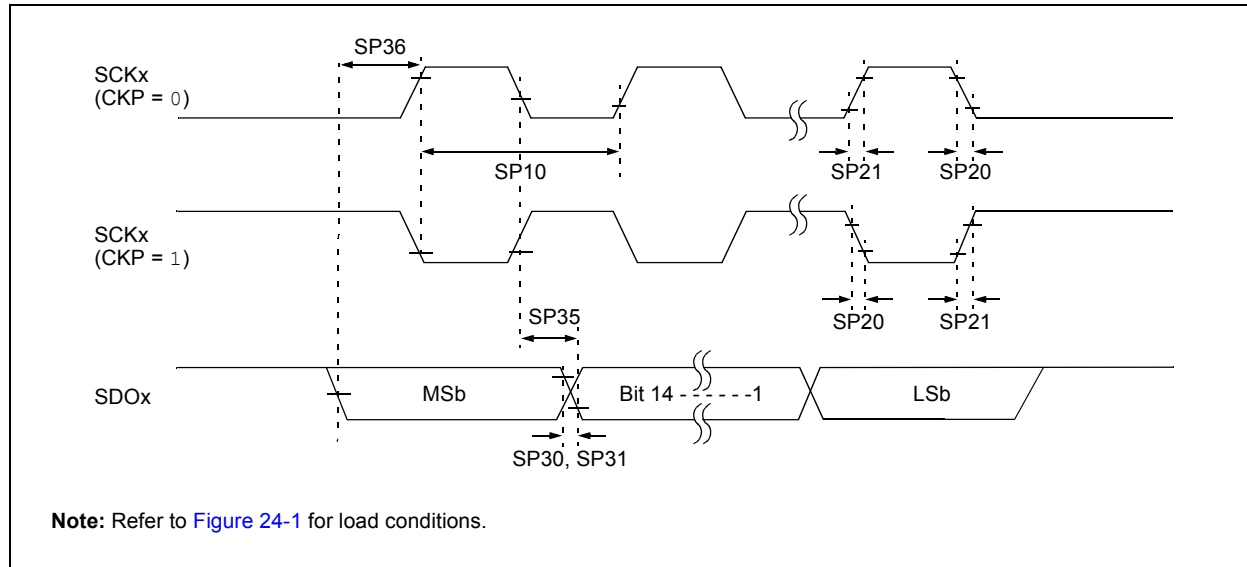 SP36
SCKx
(CKP = 0)
SP10
SP21
SP20
SCKx
(CKP = 1)
SP35
SP20
SP21
SDOx
MSb
Bit 14 - - - - - - -1
LSb
SP30, SP31
Note: Refer to Figure 24-1 for load conditions.